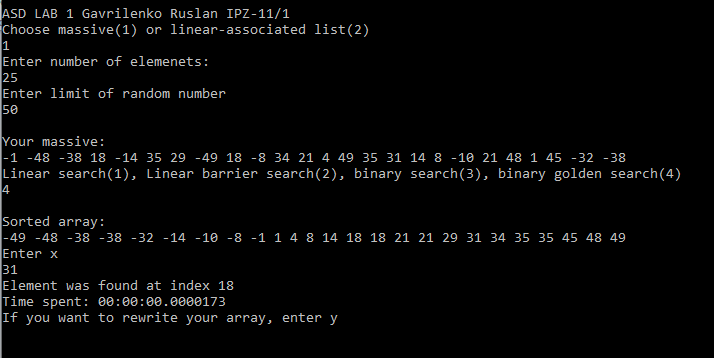 ASD LAB 1 Gavrilenko Ruslan IPZ-11/1
Choose massive(1) or linear-associated list(2)
1
Enter number of elemenets:
25
Enter limit of random number
50
Your massive:
-1 -48 -38 18 -14 35 29 -49 18 -8 34 21 4 49 35 31 14 8 -10 21 48 1 45 -32 -38
Linear search(1), Linear barrier search(2), binary search(3), binary golden search(4)
4
Sorted array:
-49 -48 -38 -38 -32 -14 -10 -8 -1 1 4 8 14 18 18 21 21 29 31 34 35 35 45 48 49
Enter x
31
Element was found at index 18
Time spent: 00:00:00.0000173
If you want to rewrite your array, enter y